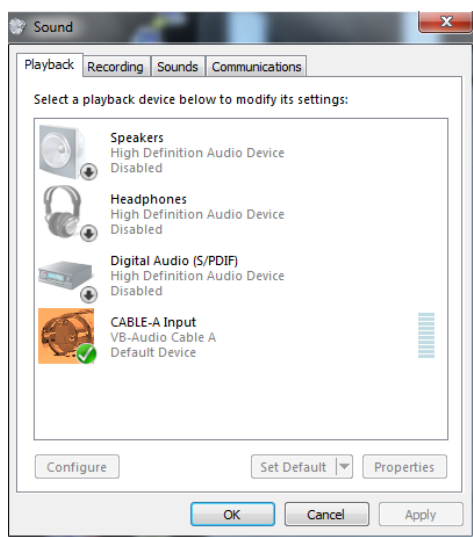 Sound
Playback Recording Sounds Communications
Select a playback device below to modify its settings:
Speakers
High Definition Audio Device
Disabled
Headphones
High Definition Audio Device
Disabled
Digital Audio (S/PDIF)
High Definition Audio Device
Disabled
CABLE-A Input
VB-Audio Cable A
Default Device
Configure Set Default Properties
OK Cancel Apply